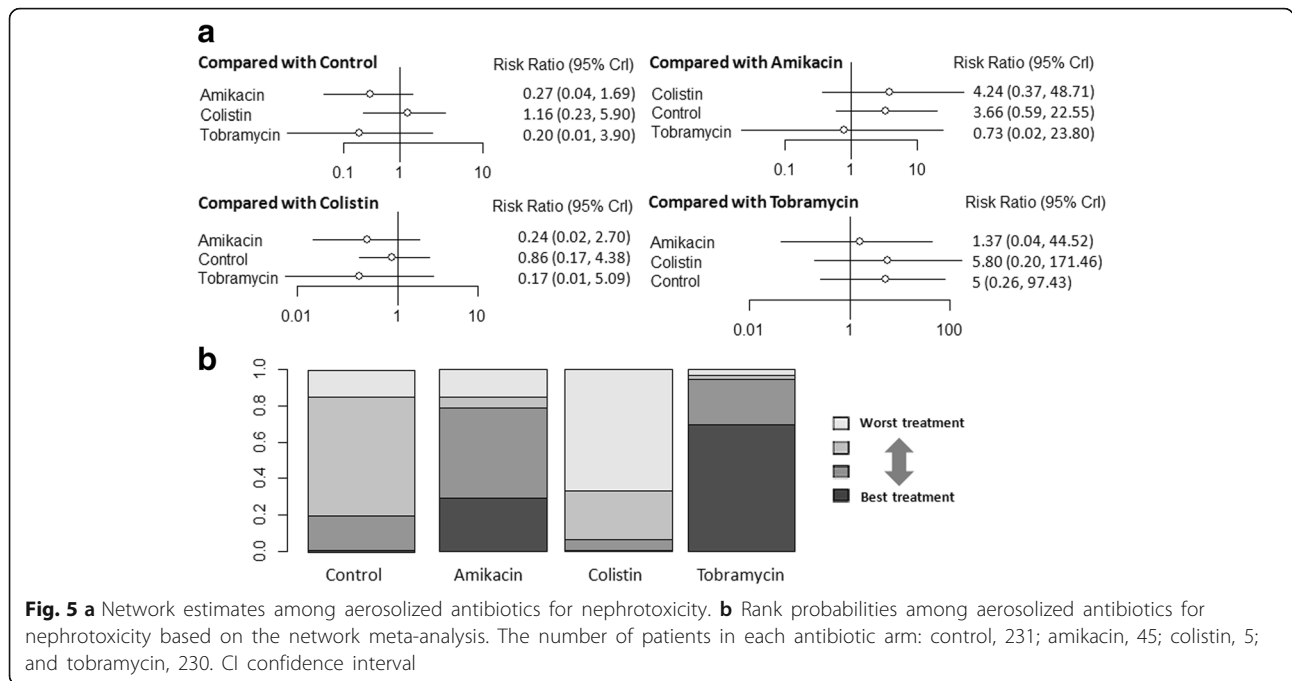 a
Compared with Control
Risk Ratio (95% CrI)
Amikacin 0.27 (0.04, 1.69)
Colistin 1.16 (0.23, 5.90)
Tobramycin 0.20 (0.01, 3.90)
0.1 1 10
Compared with Amikacin
Risk Ratio (95% CrI)
Colistin 4.24 (0.37, 48.71)
Control 3.66 (0.59, 22.55)
Tobramycin 0.73 (0.02, 23.80)
0.1 1 10
Compared with Colistin
Risk Ratio (95% CrI)
Amikacin 0.24 (0.02, 2.70)
Control 0.86 (0.17, 4.38)
Tobramycin 0.17 (0.01, 5.09)
0.01 1 10
Compared with Tobramycin
Risk Ratio (95% CrI)
Amikacin 1.37 (0.04, 44.52)
Colistin 5.80 (0.20, 171.46)
Control 5 (0.26, 97.43)
0.01 1 100
b
1.0
0.8
0.6
0.4
0.2
0.0
Control Amikacin Colistin Tobramycin
Worst treatment
Best treatment
Fig. 5 a Network estimates among aerosolized antibiotics for nephrotoxicity. b Rank probabilities among aerosolized antibiotics for
nephrotoxicity based on the network meta-analysis. The number of patients in each antibiotic arm: control, 231; amikacin, 45; colistin, 5;
and tobramycin, 230. CI confidence interval